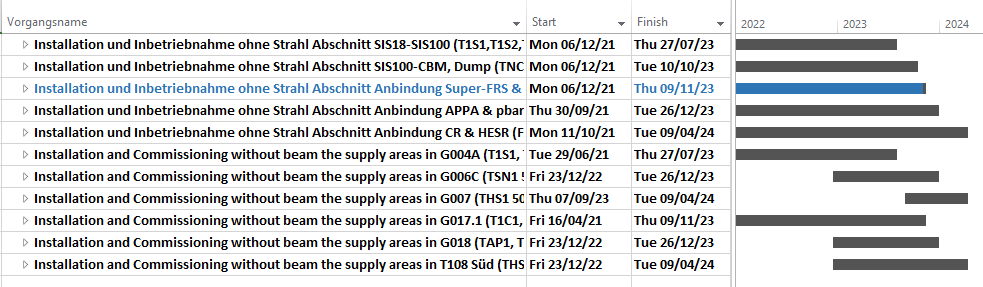 Vorgangsname Start Finish 2022 2023 2024
Installation und Inbetriebnahme ohne Strahl Abschnitt SIS18-SIS100 (T1S1,T1S2, Mon 06/12/21 Thu 27/07/23
Installation und Inbetriebnahme ohne Strahl Abschnitt SIS100-CBM, Dump (TNC Mon 06/12/21 Tue 10/10/23
Installation und Inbetriebnahme ohne Strahl Abschnitt Anbindung Super-FRS & Mon 06/12/21 Thu 09/11/23
Installation und Inbetriebnahme ohne Strahl Abschnitt Anbindung APPA & pbar Thu 30/09/21 Tue 26/12/23
Installation und Inbetriebnahme ohne Strahl Abschnitt Anbindung CR & HESR (F Mon 11/10/21 Tue 09/04/24
Installation and Commissioning without beam the supply areas in G004A (T1S1, Tue 29/06/21 Thu 27/07/23
Installation and Commissioning without beam the supply areas in G006C (TSN1 Fri 23/12/22 Tue 26/12/23
Installation and Commissioning without beam the supply areas in G007 (THS1 50 Thu 07/09/23 Tue 09/04/24
Installation and Commissioning without beam the supply areas in G017.1 (T1C1, Fri 16/04/21 Thu 09/11/23
Installation and Commissioning without beam the supply areas in G018 (TAP1, T Fri 23/12/22 Tue 26/12/23
Installation and Commissioning without beam the supply areas in T108 Süd (THS Fri 23/12/22 Tue 09/04/24